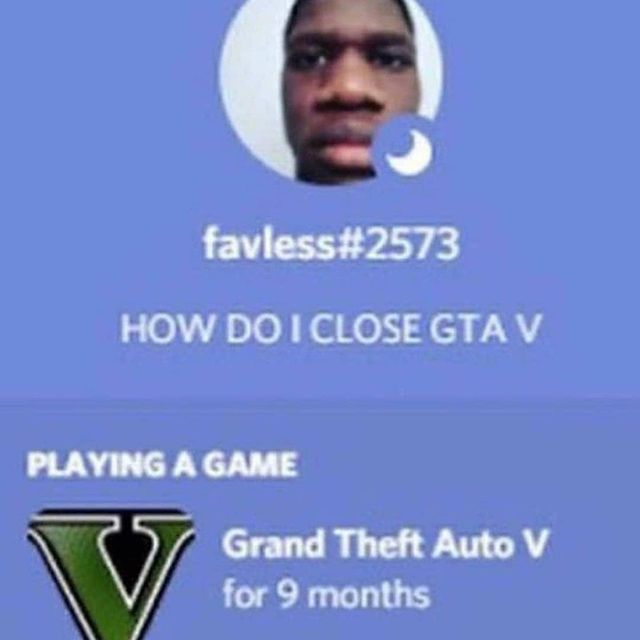 favless#2573
HOW DO I CLOSE GTA V
PLAYING A GAME
V
Grand Theft Auto V
for 9 months